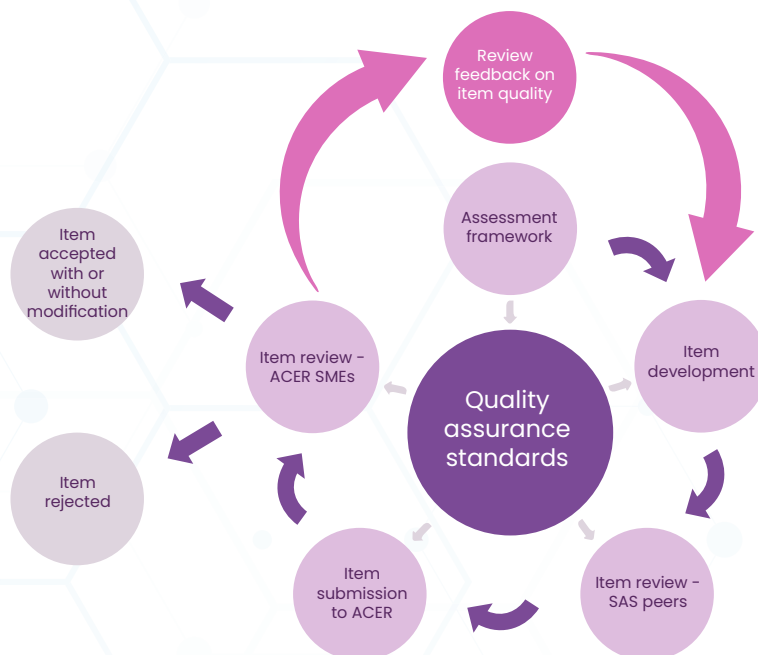 Review
feedback on
item quality
Assessment
framework
Item
accepted
with or
without
modification
Item review -
ACER SMEs
Item
development
Quality
assurance
standards
Item
rejected
Item
submission
to ACER
Item review -
SAS peers